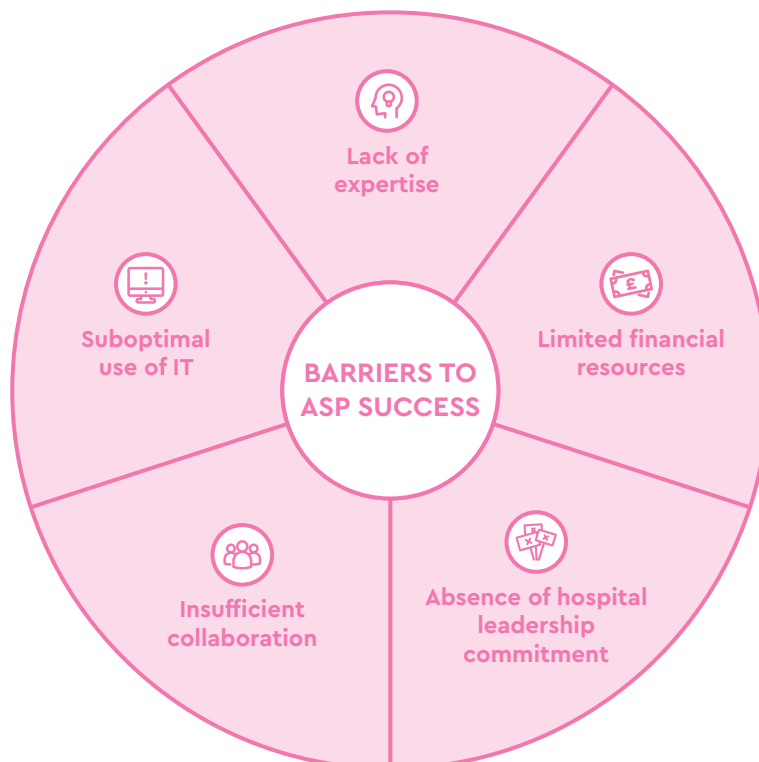 Lack of
expertise
Limited financial
resources
Absence of hospital
leadership
commitment
Insufficient
collaboration
Suboptimal
use of IT
BARRIERS TO
ASP SUCCESS